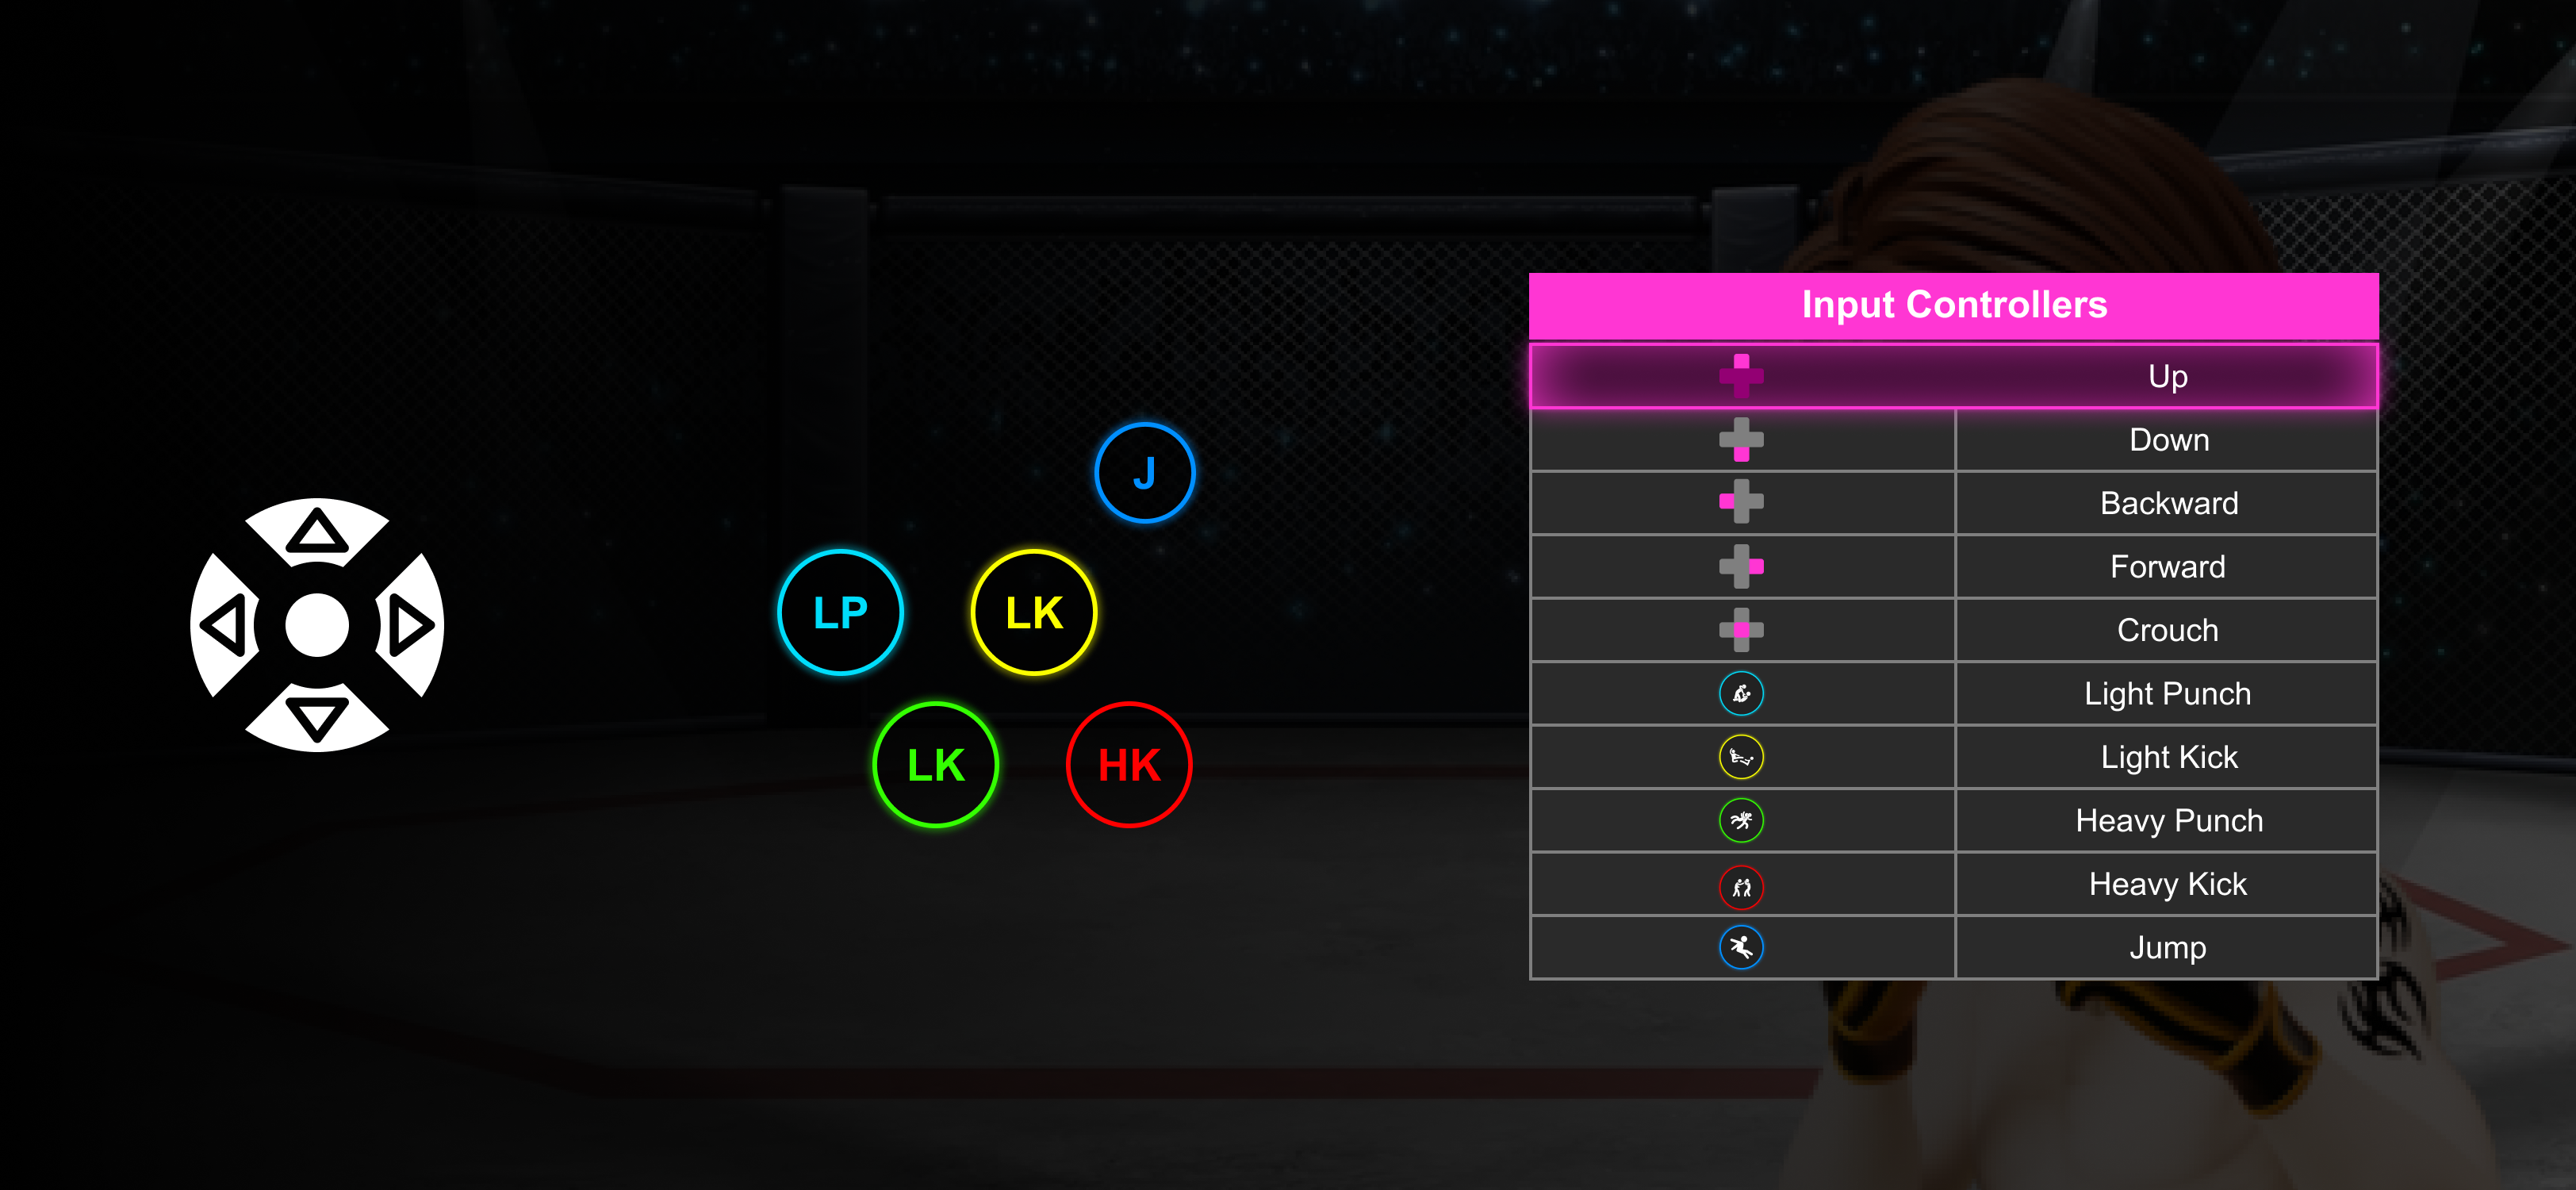 J
LP
LK
LK
HK
Input Controllers
Up
Down
Backward
Forward
Crouch
Light Punch
Light Kick
Heavy Punch
Heavy Kick
Jump